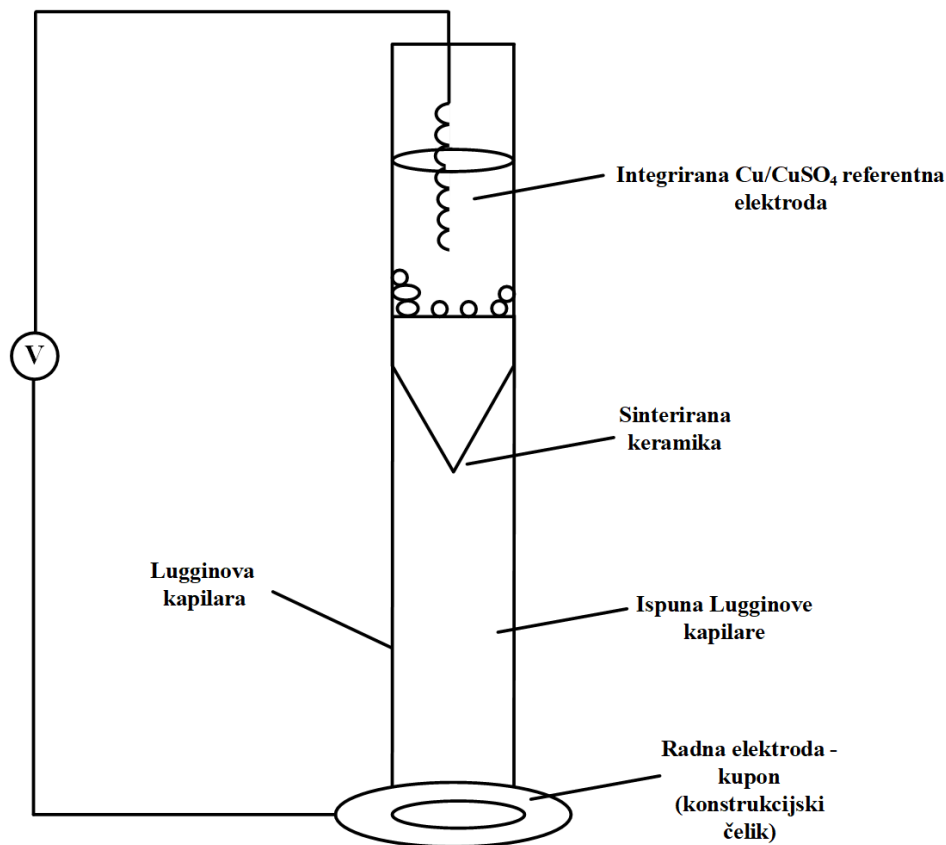 Integrirana Cu/CuSO₄ referentna
elektroda
V
Sinterirana
keramika
Lugginova
kapilara
Ispuna Lugginove
kapilare
Radna elektroda -
kupon
(konstrukcijski
čelik)